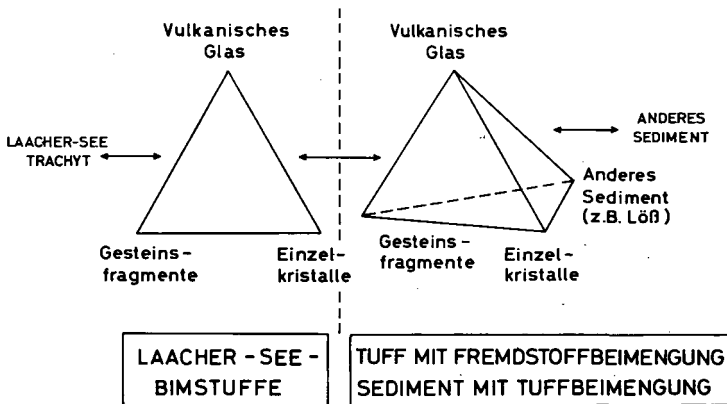 Vulkanisches
Glas
LAACHER-SEE
TRACHYT
Gesteins-
fragmente
Einzel-
kristalle
Vulkanisches
Glas
ANDERES
SEDIMENT
Anderes
Sediment
(z.B. Löß)
Gesteins-
fragmente
Einzel-
kristalle
LAACHER - SEE -
BIMSTUFFE
TUFF MIT FREMDSTOFFBEIMENGUNG
SEDIMENT MIT TUFFBEIMENGUNG